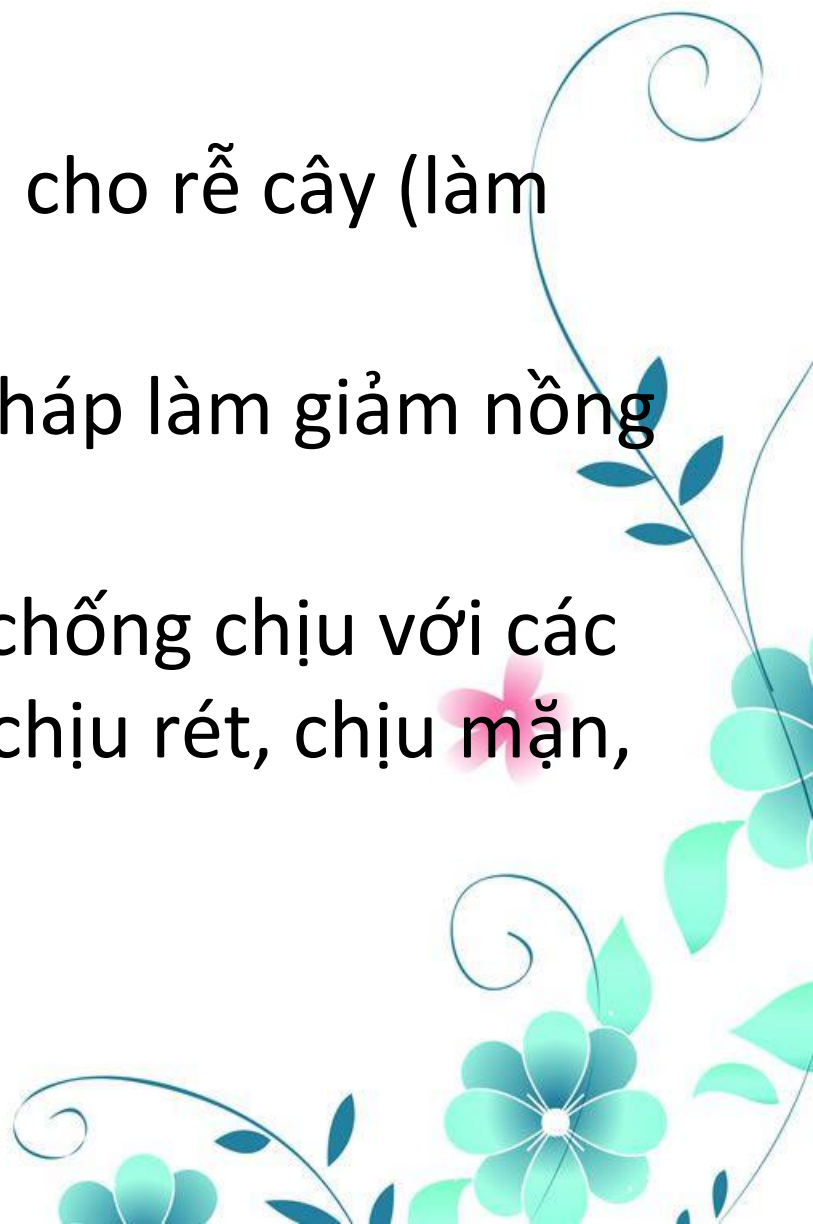 cho rễ cây (làm
háp làm giảm nồng
chống chịu với các
chịu rét, chịu mặn,